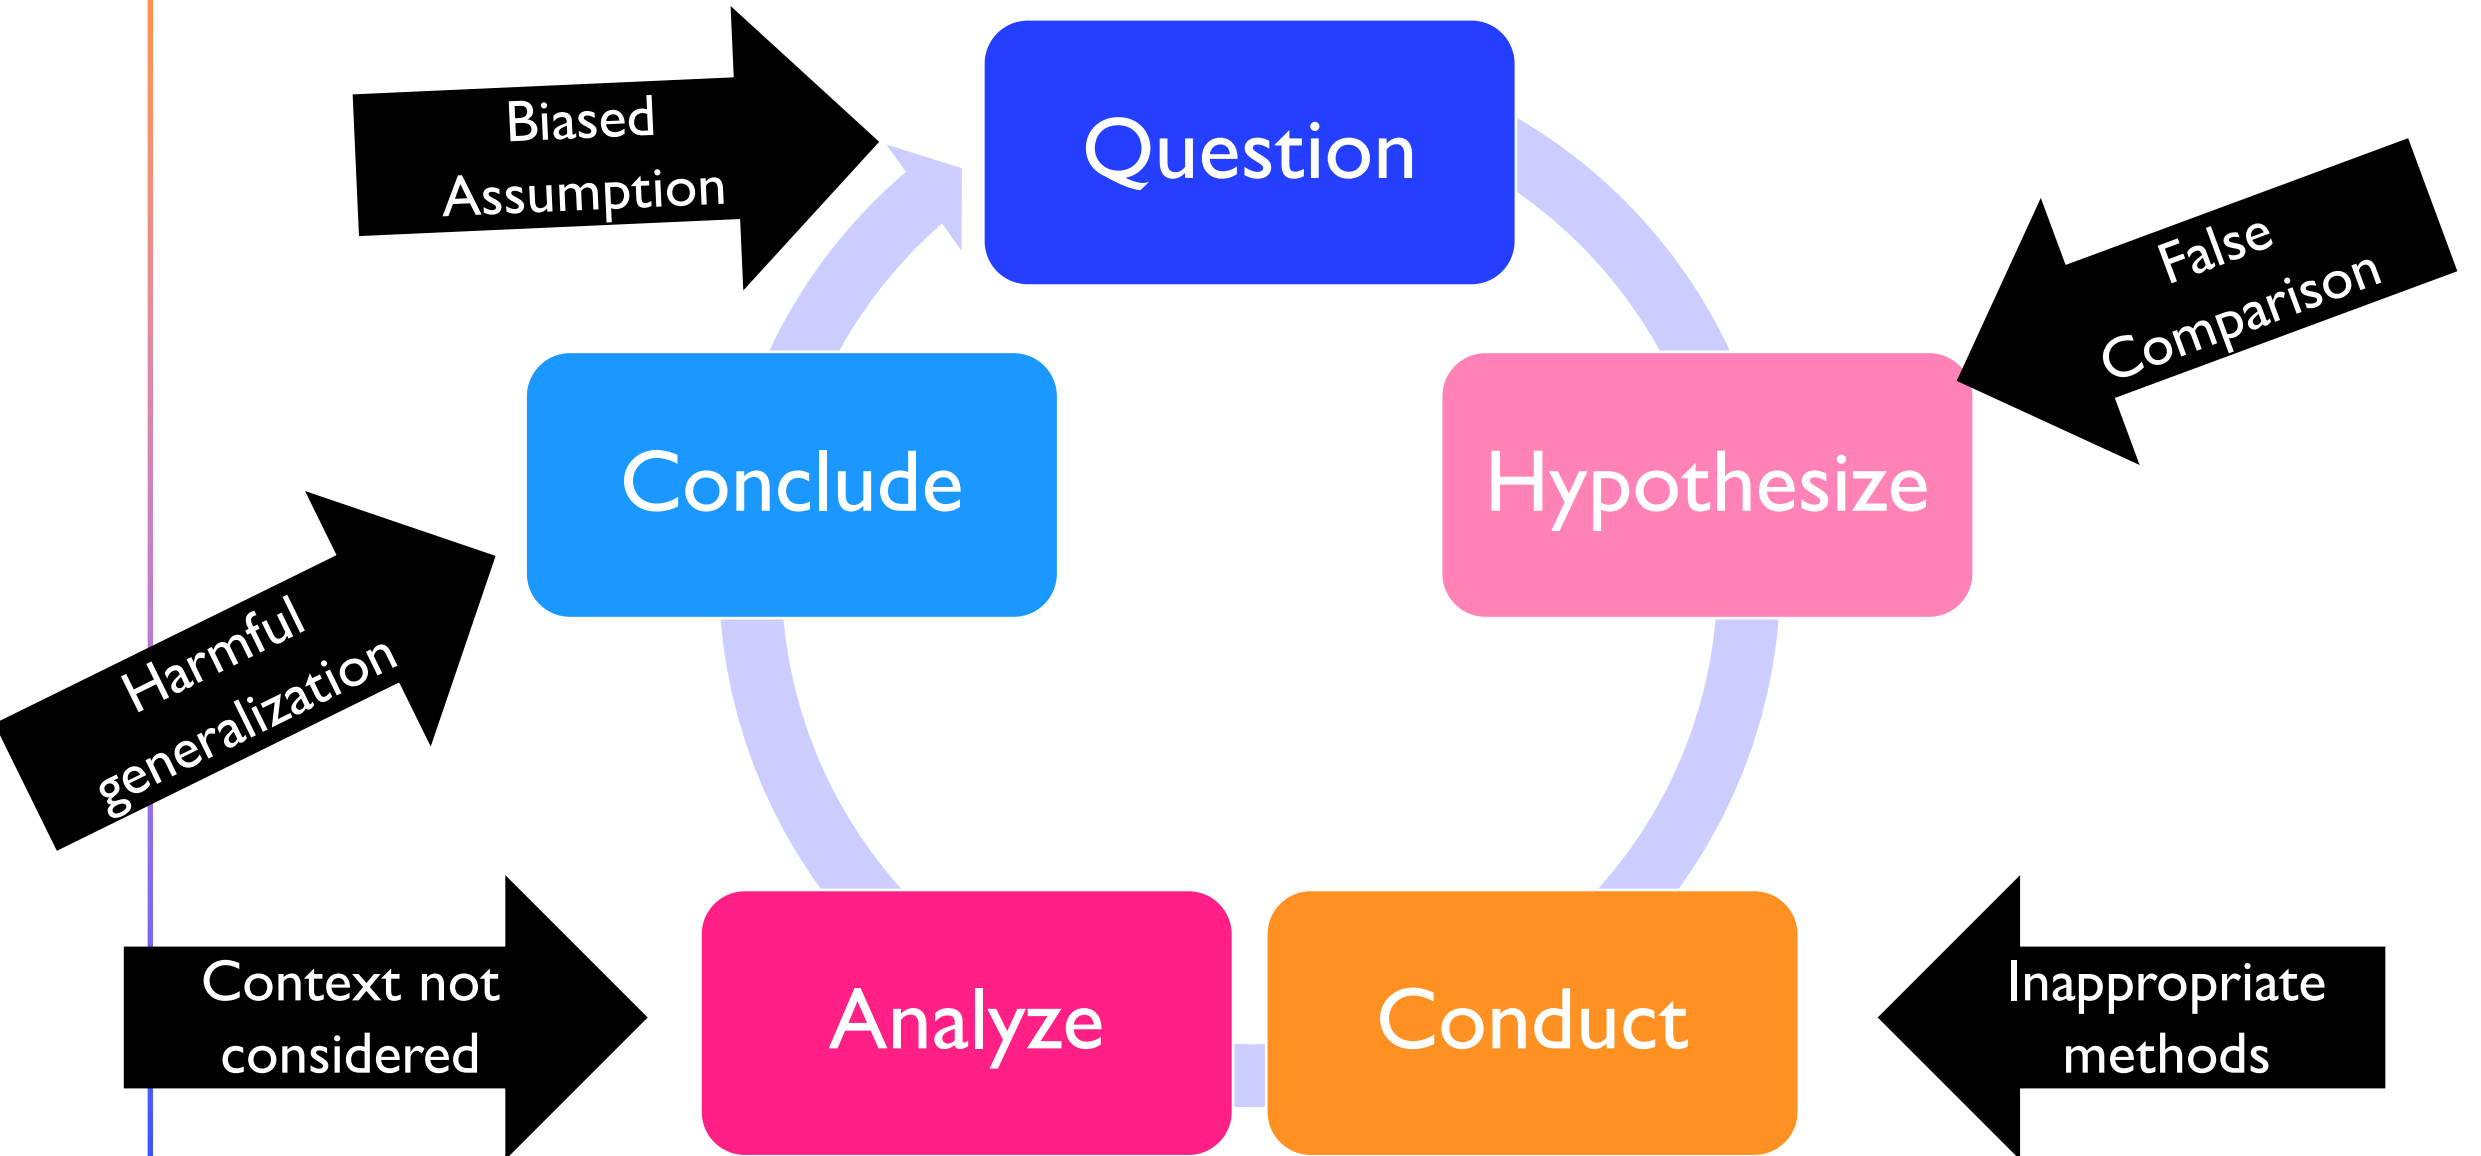 Biased
Assumption
Question
False
Comparison
Conclude
Hypothesize
Harmful
generalization
Context not
considered
Analyze
Conduct
Inappropriate
methods